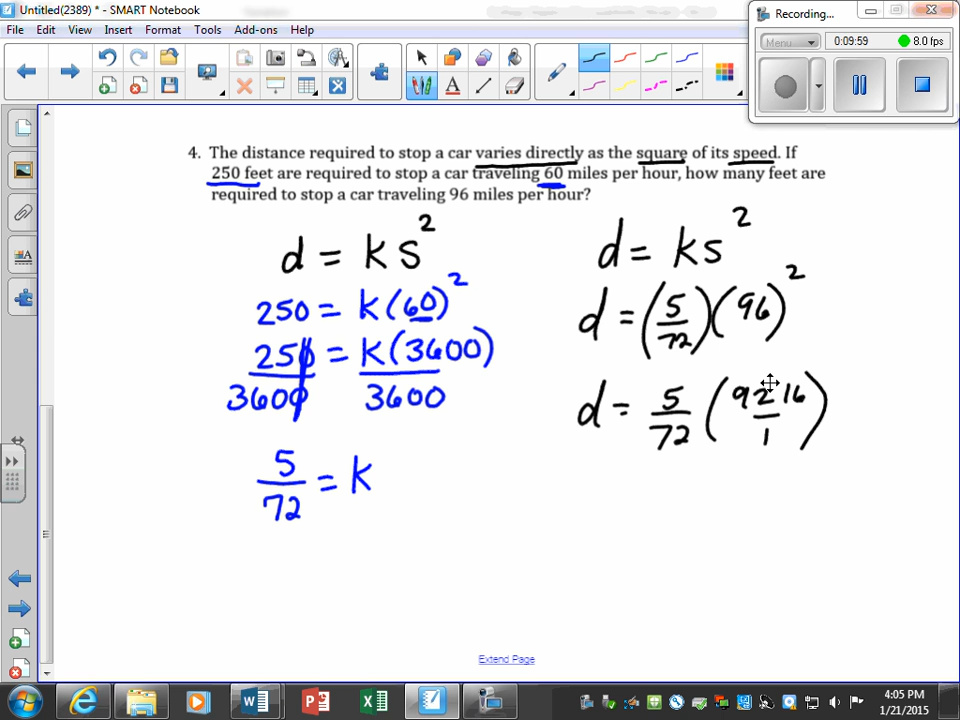 Untitled(2389) * - SMART Notebook
File Edit View Insert Format Tools Add-ons Help
Recording...
Menu
00:09:59
8.0 fps
4. The distance required to stop a car varies directly as the square of its speed. If
250 feet are required to stop a car traveling 60 miles per hour, how many feet are
required to stop a car traveling 96 miles per hour?
d = ks²
250 = k(60)²
250 = k(3600)
3600 3600
5/72 = k
d = ks²
d = (5/72)(96)²
d = 5/72 (9216/1)
Extend Page
4:05 PM
1/21/2015